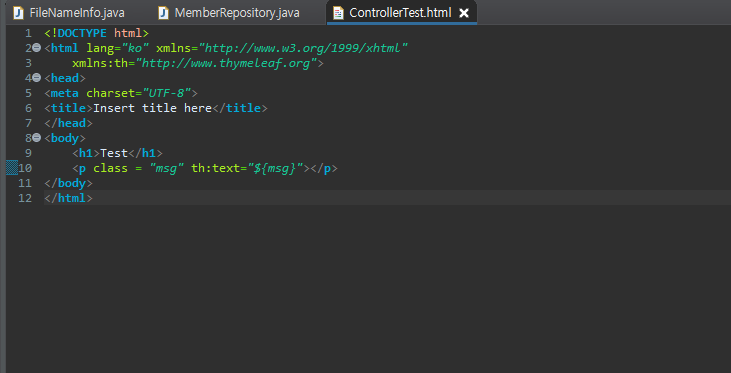 FileNameInfo.java MemberRepository.java ControllerTest.html
1 <!DOCTYPE html>
2 <html lang="ko" xmlns="http://www.w3.org/1999/xhtml"
3 xmlns:th="http://www.thymeleaf.org">
4 <head>
5 <meta charset="UTF-8">
6 <title>Insert title here</title>
7 </head>
8 <body>
9 <h1>Test</h1>
10 <p class = "msg" th:text="${msg}"></p>
11 </body>
12 </html>